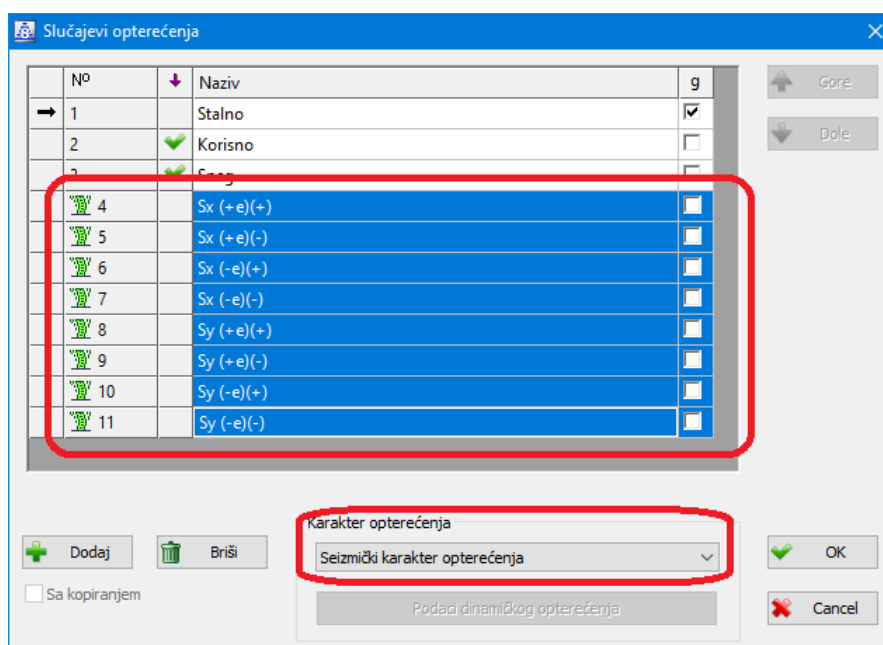 Slučajevi opterećenja
Nº Naziv g
1 Stalno
2 Korisno
3 Sneg
4 Sx (+e)(+)
5 Sx (+e)(-)
6 Sx (-e)(+)
7 Sx (-e)(-)
8 Sy (+e)(+)
9 Sy (+e)(-)
10 Sy (-e)(+)
11 Sy (-e)(-)
Gore
Dole
Karakter opterećenja
Dodaj Briši Seizmički karakter opterećenja OK
Sa kopiranjem Podaci dinamičkog opterećenja Cancel